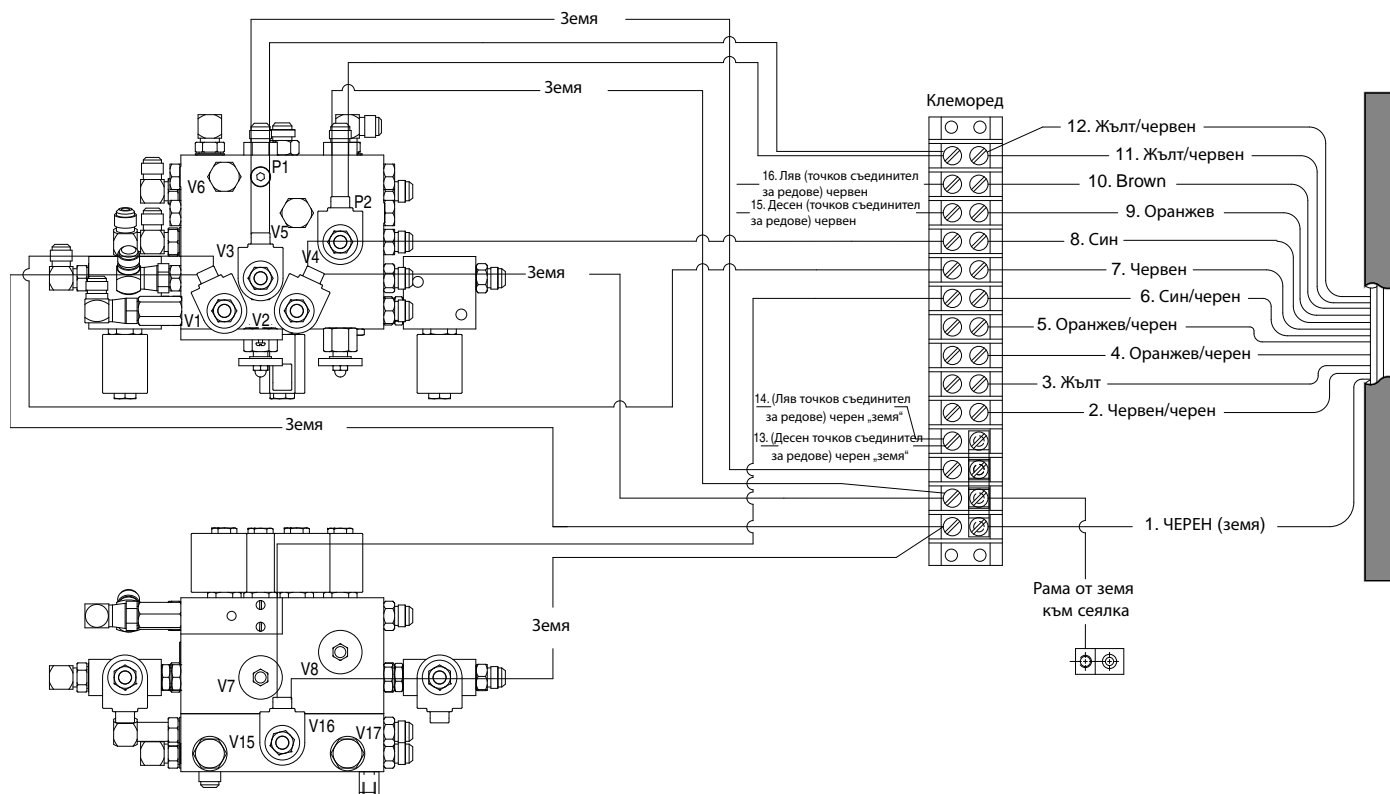 Земя
Земя
Клеморед
12. Жълт/червен
11. Жълт/червен
16. Ляв (точков съединител
за редове) червен
10. Brown
15. Десен (точков съединител
за редове) червен
9. Оранжев
8. Син
7. Червен
6. Син/черен
5. Оранжев/черен
4. Оранжев/черен
3. Жълт
14. (Ляв точков съединител
за редове) черен „земя“
2. Червен/черен
13. (Десен точков съединител
за редове) черен „земя“
1. ЧЕРЕН (земя)
Рама от земя
към сеялка
P1
V6
P2
V5
V3
V4
Земя
V1
V2
Земя
Земя
V8
V7
V16
V17
V15